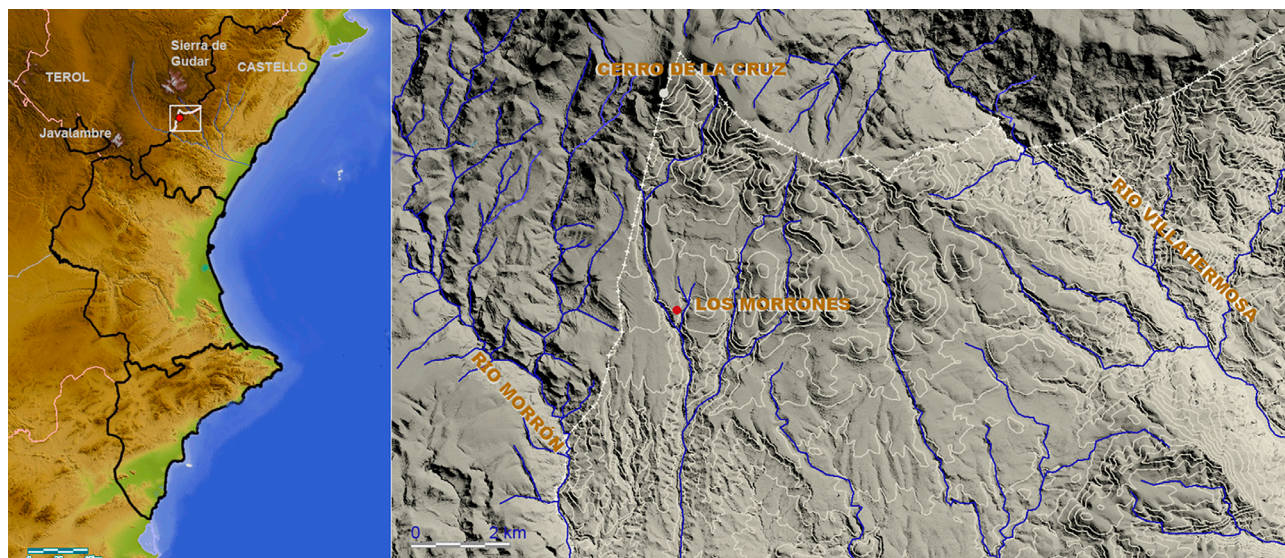 Sierra de
Gudar
TEROL
CASTELLÓ
Javalambre
CERRO DE LA CRUZ
RIO VILLAHERMOSA
LOS MORRONES
RIO MORRÓN
0 2 km